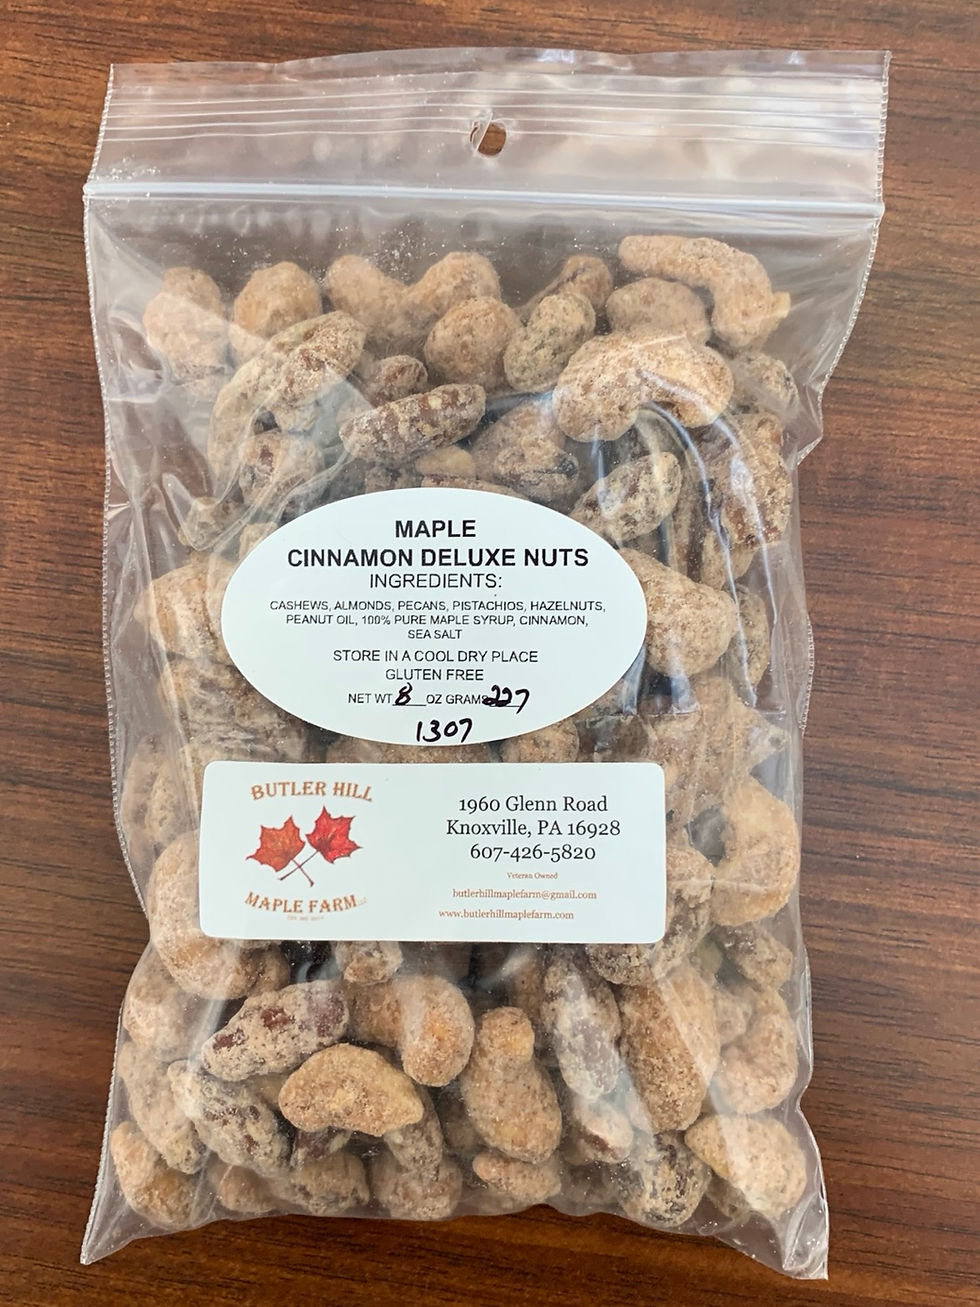 MAPLE
CINNAMON DELUXE NUTS
INGREDIENTS:
CASHEWS, ALMONDS, PECANS, PISTACHIOS, HAZELNUTS,
PEANUT OIL, 100% PURE MAPLE SYRUP, CINNAMON,
SEA SALT
STORE IN A COOL DRY PLACE
GLUTEN FREE
NET WT 8 OZ GRAMS 227
1307
BUTLER HILL
MAPLE FARM LLC
1960 Glenn Road
Knoxville, PA 16928
607-426-5820
Veteran Owned
butlerhillmaplefarm@gmail.com
www.butlerhillmaplefarm.com